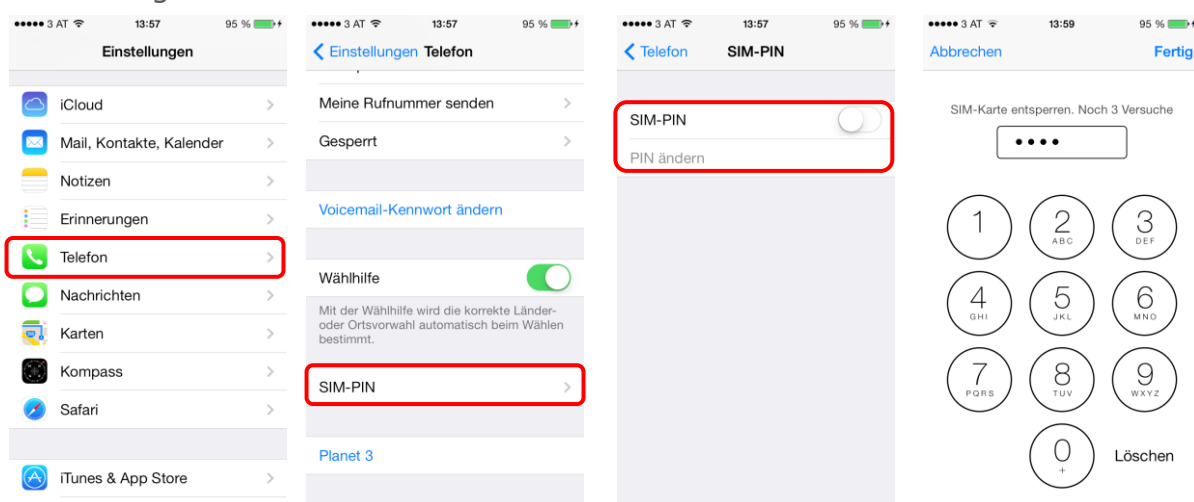 3 AT 13:57 95 %
Einstellungen
iCloud
Mail, Kontakte, Kalender
Notizen
Erinnerungen
Telefon
Nachrichten
Karten
Kompass
Safari
iTunes & App Store
3 AT 13:57 95 %
Einstellungen Telefon
Meine Rufnummer senden
Gesperrt
Voicemail-Kennwort ändern
Wählhilfe
Mit der Wählhilfe wird die korrekte Länder-
oder Ortsvorwahl automatisch beim Wählen
bestimmt.
SIM-PIN
Planet 3
3 AT 13:57 95 %
Telefon SIM-PIN
SIM-PIN
PIN ändern
3 AT 13:59 95 %
Abbrechen Fertig
SIM-Karte entsperren. Noch 3 Versuche
••••
1 2 3
ABC DEF
4 5 6
GHI JKL MNO
7 8 9
PQRS TUV WXYZ
0
+
Löschen